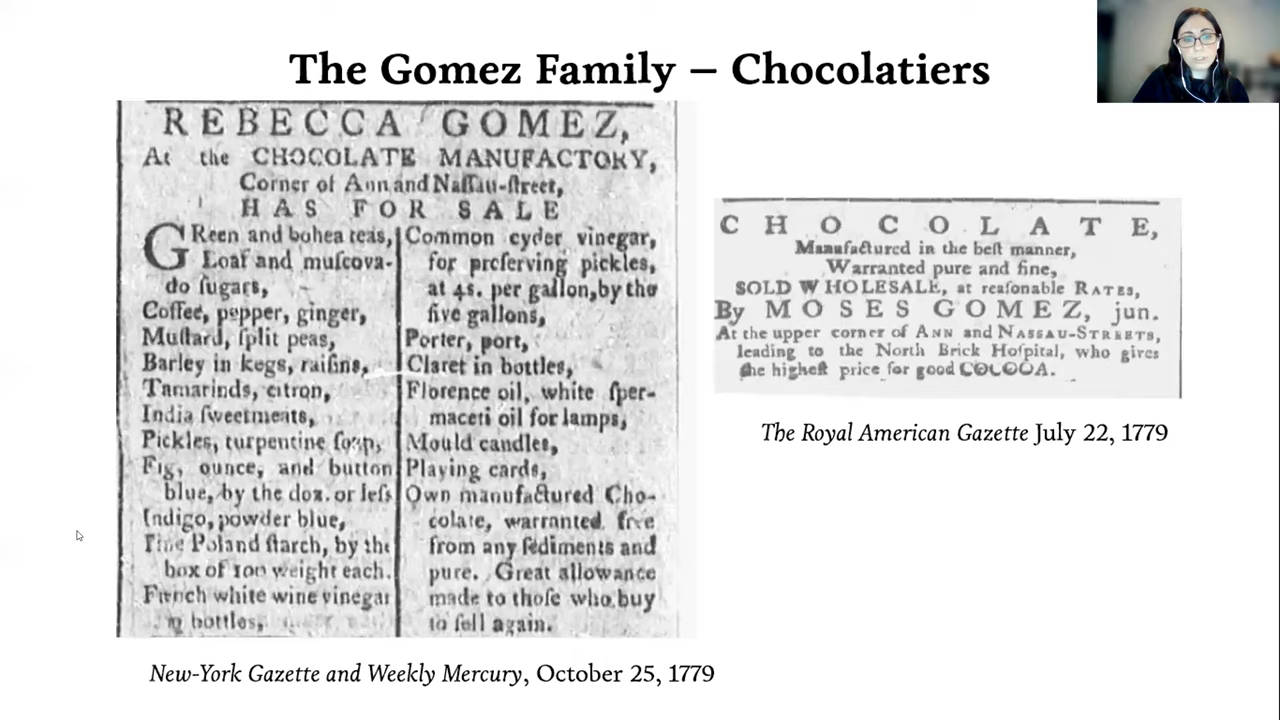 The Gomez Family – Chocolatiers
REBECCA GOMEZ,
At the CHOCOLATE MANUFACTORY,
Corner of Ann and Naſſau-ſtreet,
HAS FOR SALE
GReen and bohea teas,
Loaf and muſcova-
do ſugars,
Coffee, pepper, ginger,
Muſtard, ſplit peas,
Barley in kegs, raiſins,
Tamarinds, citron,
India ſweetments,
Pickles, turpentine ſoap,
Fig, ounce, and button
blue, by the doz. or leſs
Indigo, powder blue,
Fine Poland ſtarch, by the
box of 100 weight each.
French white wine vinegar
in bottles,
Common cyder vinegar,
for preſerving pickles,
at 4s. per gallon, by the
five gallons,
Porter, port,
Claret in bottles,
Florence oil, white ſper-
maceti oil for lamps,
Mould candles,
Playing cards,
Own manufactured Cho-
colate, warranted free
from any ſediments and
pure. Great allowance
made to thoſe who buy
to ſell again.
New-York Gazette and Weekly Mercury, October 25, 1779
CHOCOLATE,
Manufactured in the beſt manner,
Warranted pure and fine,
SOLD WHOLESALE, at reaſonable RATES,
By MOSES GOMEZ, jun.
At the upper corner of ANN and NASSAU-STREETS,
leading to the North Brick Hoſpital, who gives
the higheſt price for good COCOA.
The Royal American Gazette July 22, 1779